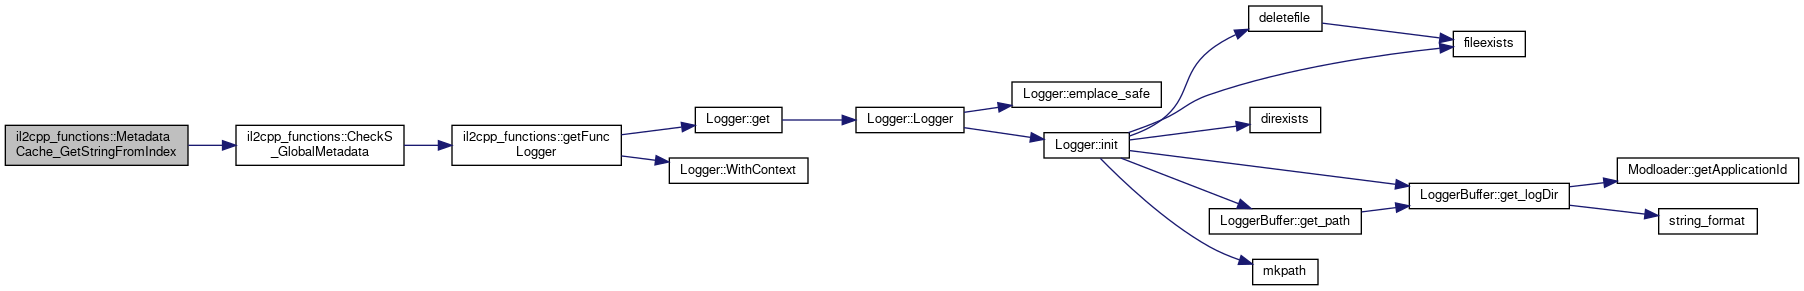 il2cpp_functions::Metadata
Cache_GetStringFromIndex
il2cpp_functions::CheckS
_GlobalMetadata
il2cpp_functions::getFunc
Logger
Logger::get
Logger::WithContext
Logger::Logger
Logger::emplace_safe
Logger::init
deletefile
fileexists
direxists
LoggerBuffer::get_path
LoggerBuffer::get_logDir
Modloader::getApplicationId
string_format
mkpath